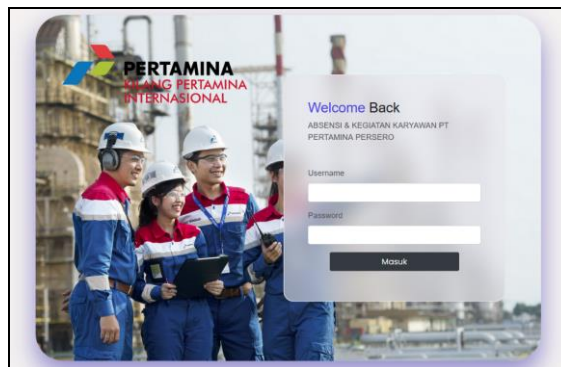 PERTAMINA
KILANG PERTAMINA
INTERNASIONAL
Welcome Back
ABSENSI & KEGIATAN KARYAWAN PT
PERTAMINA PERSERO
Username
Password
Masuk